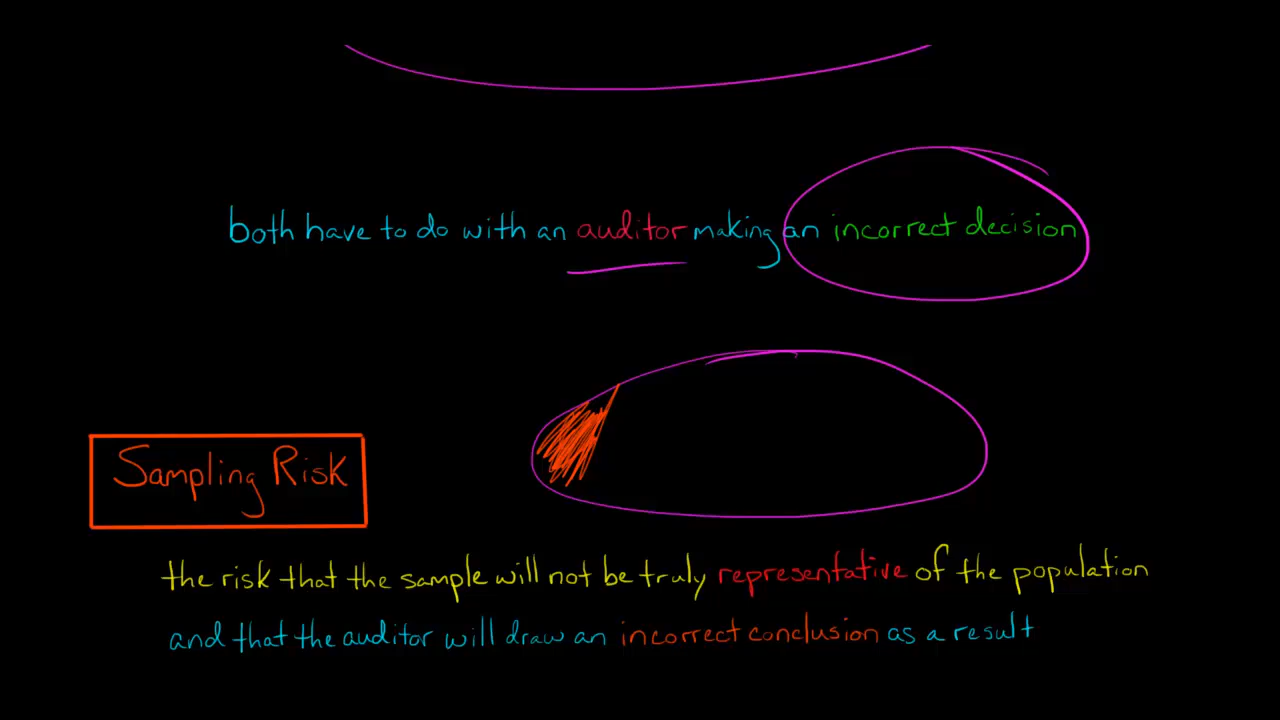 both have to do with an auditor making an incorrect decision
Sampling Risk
the risk that the sample will not be truly representative of the population
and that the auditor will draw an incorrect conclusion as a result